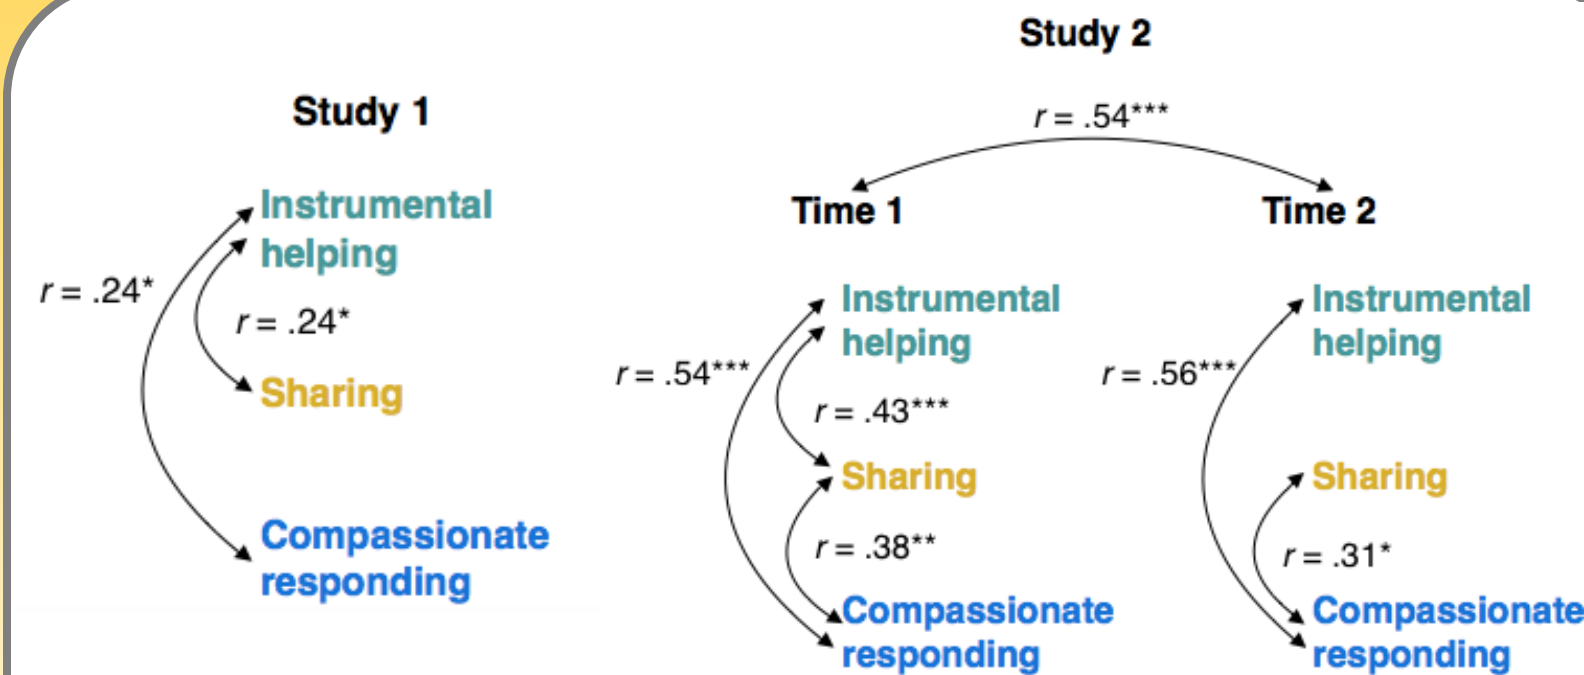 Study 1
Instrumental
helping
r = .24*
r = .24*
Sharing
Compassionate
responding
Study 2
r = .54***
Time 1
Instrumental
helping
r = .54***
r = .43***
Sharing
r = .38**
Compassionate
responding
Time 2
Instrumental
helping
r = .56***
Sharing
r = .31*
Compassionate
responding